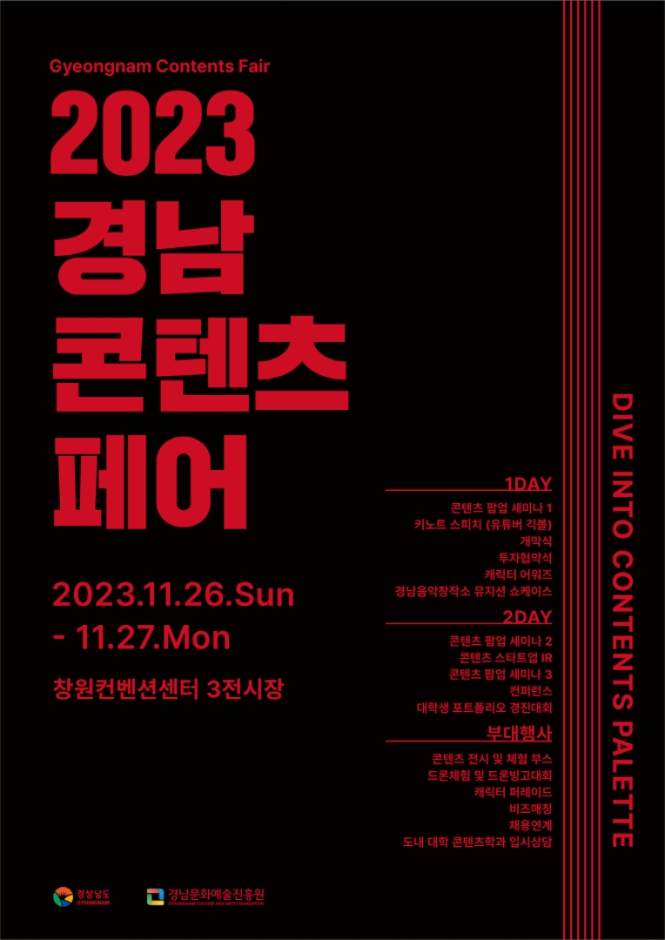 Gyeongnam Contents Fair
2023
경남
콘텐츠
페어
2023.11.26.Sun
- 11.27.Mon
창원컨벤션센터 3전시장
1DAY
콘텐츠 팝업 세미나 1
키노트 스피치 (유튜버 긱블)
개막식
투자협약식
캐릭터 어워즈
경남음악창작소 뮤지션 쇼케이스
2DAY
콘텐츠 팝업 세미나 2
콘텐츠 스타트업 IR
콘텐츠 팝업 세미나 3
컨퍼런스
대학생 포트폴리오 경진대회
부대행사
콘텐츠 전시 및 체험 부스
드론체험 및 드론빙고대회
캐릭터 퍼레이드
비즈매칭
채용연계
도내 대학 콘텐츠학과 입시상담
DIVE INTO CONTENTS PALETTE
경상남도
GYEONGNAM
경남문화예술진흥원
GYEONGNAM CULTURE AND ARTS FOUNDATION